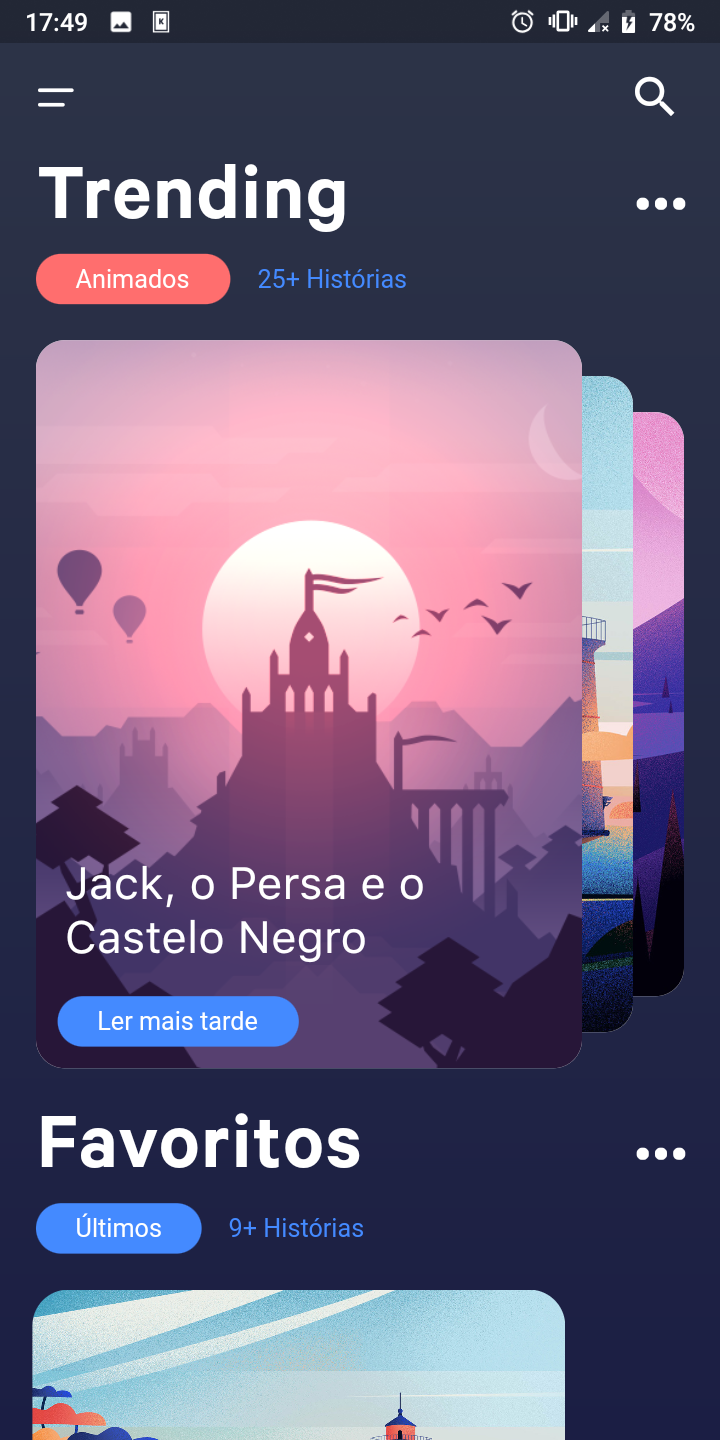 17:49
78%
Trending
Animados
25+ Histórias
Jack, o Persa e o
Castelo Negro
Ler mais tarde
Favoritos
Últimos
9+ Histórias